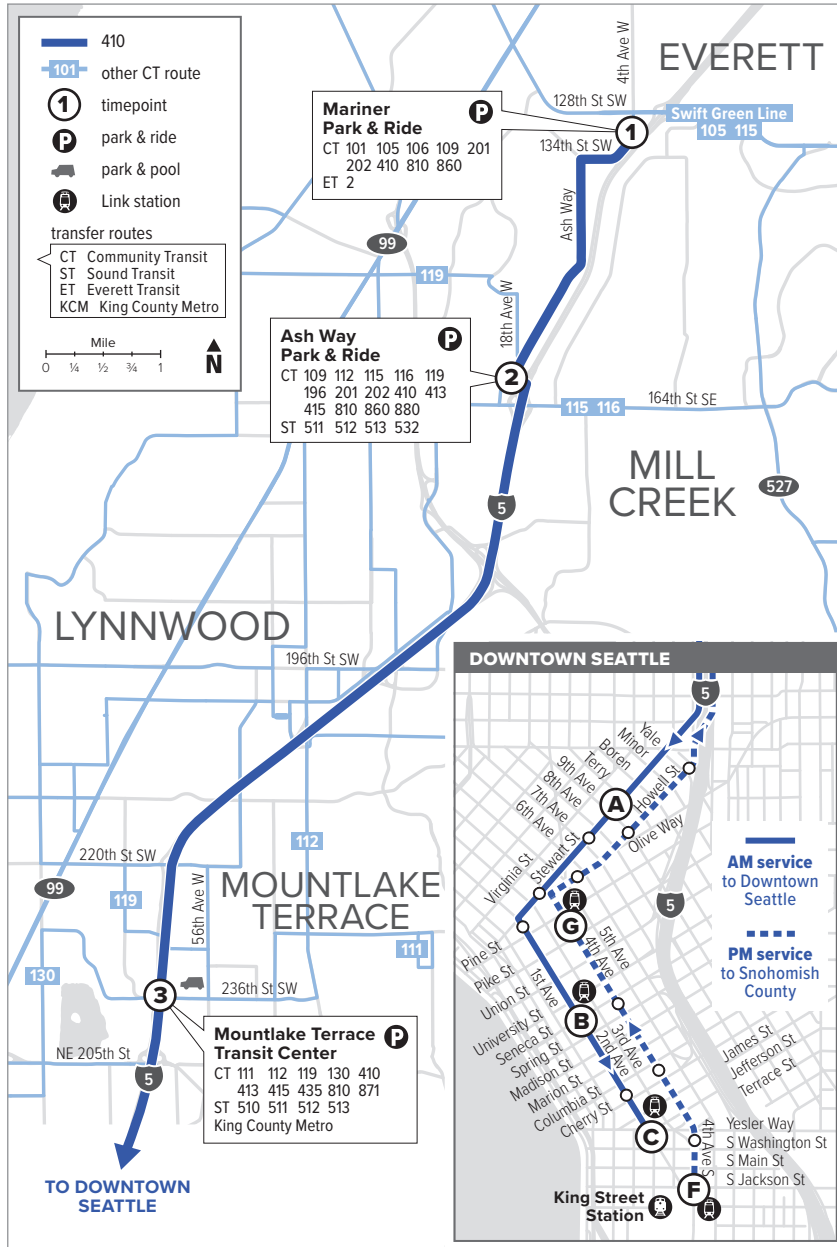 410
101 other CT route
1 timepoint
P park & ride
park & pool
Link station
transfer routes
CT Community Transit
ST Sound Transit
ET Everett Transit
KCM King County Metro
Mile
0 ¼ ½ ¾ 1
N
EVERETT
4th Ave W
128th St SW
Swift Green Line
105 115
Mariner
Park & Ride
P
CT 101 105 106 109 201
202 410 810 860
ET 2
1
134th St SW
Ash Way
99
119
18th Ave W
Ash Way
Park & Ride
P
CT 109 112 115 116 119
196 201 202 410 413
415 810 860 880
ST 511 512 513 532
2
115 116
164th St SE
MILL
CREEK
527
5
LYNNWOOD
196th St SW
112
220th St SW
99
119
56th Ave W
MOUNTLAKE
TERRACE
111
130
236th St SW
3
NE 205th St
5
Mountlake Terrace
Transit Center
P
CT 111 112 119 130 410
413 415 435 810 871
ST 510 511 512 513
King County Metro
TO DOWNTOWN
SEATTLE
DOWNTOWN SEATTLE
5
Yale
Minor
Boren
Terry
9th Ave
8th Ave
7th Ave
6th Ave
A
Howell St
Olive Way
Stewart St
Virginia St
AM service
to Downtown
Seattle
PM service
to Snohomish
County
5
G
5th Ave
4th Ave
Pine St
Pike St
Union St
University St
Seneca St
Spring St
Madison St
Marion St
Columbia St
Cherry St
1st Ave
B
3rd Ave
2nd Ave
C
James St
Jefferson St
Terrace St
Yesler Way
S Washington St
S Main St
S Jackson St
4th Ave S
F
King Street
Station